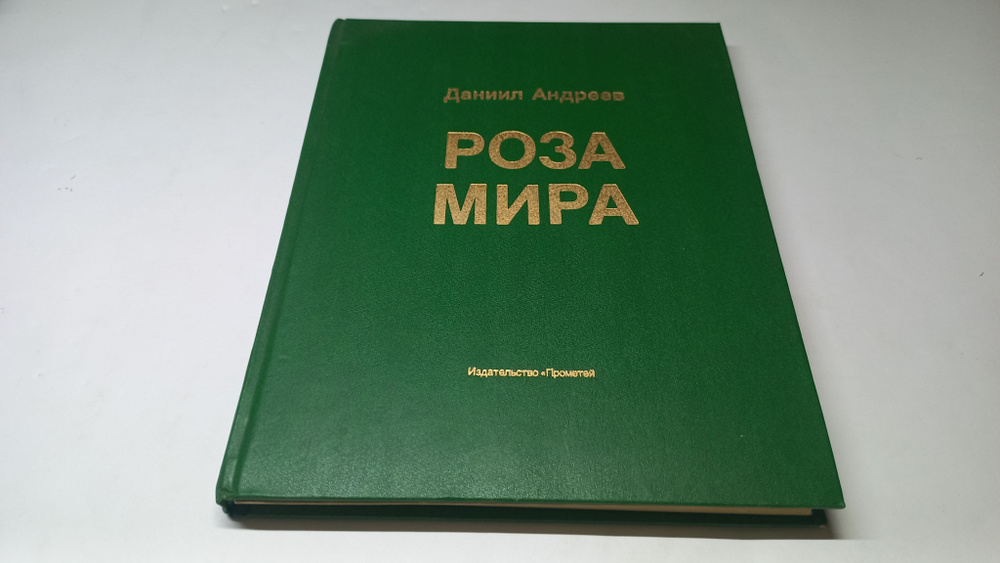 Даниил Андреев
РОЗА
МИРА
Издательство «Прометей